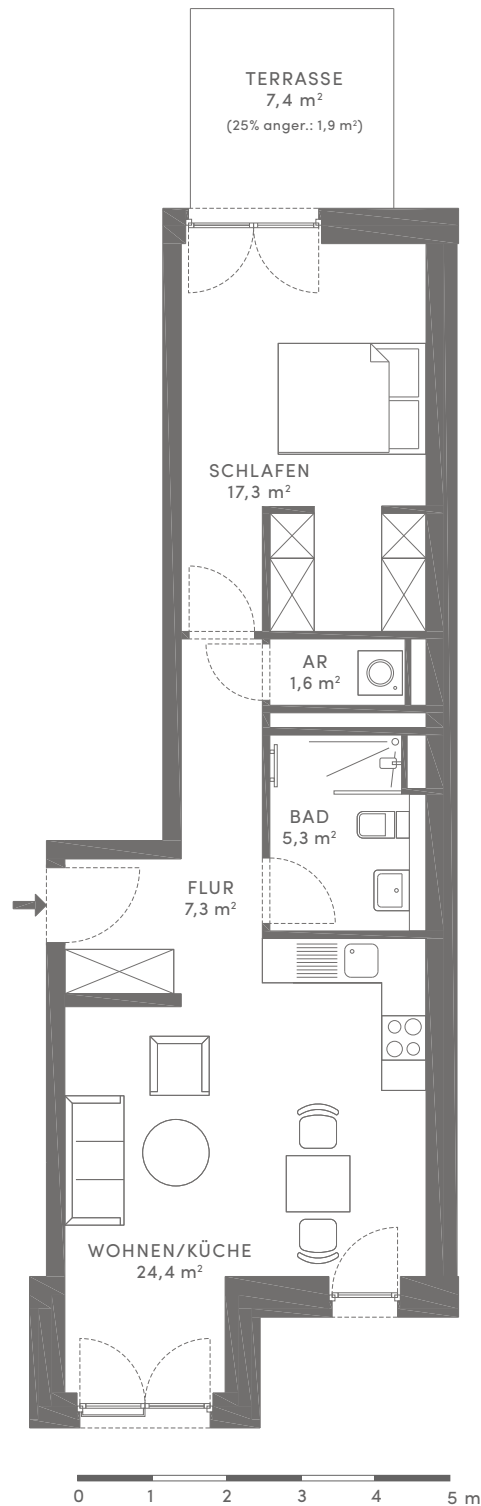 TERRASSE
7,4 m²
(25% anger.: 1,9 m²)
SCHLAFEN
17,3 m²
AR
1,6 m²
BAD
5,3 m²
FLUR
7,3 m²
WOHNEN/KÜCHE
24,4 m²
0 1 2 3 4 5 m